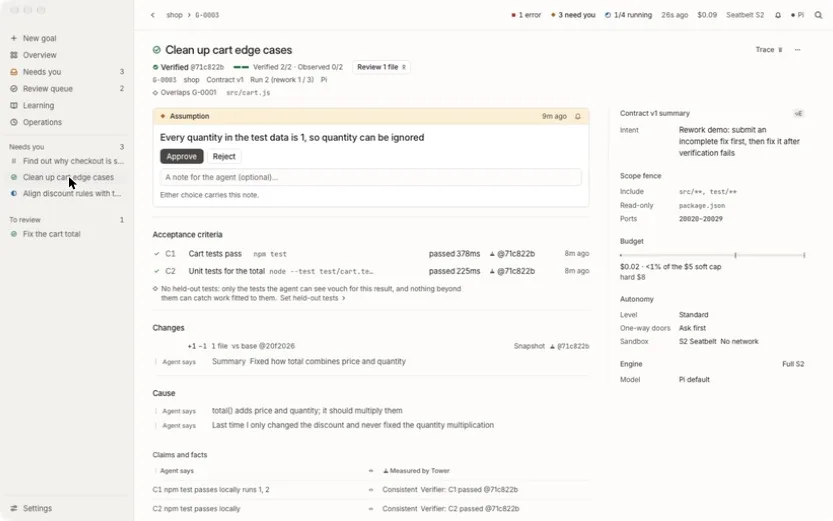 shop › G-0003
1 error
3 need you
1/4 running
26s ago
$0.09
Seatbelt S2
Pi
New goal
Overview
Needs you 3
Review queue 2
Learning
Operations
Needs you 3
Find out why checkout is s...
Clean up cart edge cases
Align discount rules with t...
To review 1
Fix the cart total
Settings
Clean up cart edge cases
Trace
Verified @71c822b Verified 2/2 · Observed 0/2 Review 1 file
G-0003 shop Contract v1 Run 2 (rework 1 / 3) Pi
Overlaps G-0001 src/cart.js
Assumption 9m ago
Every quantity in the test data is 1, so quantity can be ignored
Approve Reject
A note for the agent (optional)...
Either choice carries this note.
Acceptance criteria
C1 Cart tests pass npm test passed 378ms @71c822b 8m ago
C2 Unit tests for the total node --test test/cart.te… passed 225ms @71c822b 8m ago
No held-out tests: only the tests the agent can see vouch for this result, and nothing beyond
them can catch work fitted to them. Set held-out tests ›
Changes
+1 −1 1 file vs base @20f2026 Snapshot @71c822b
Agent says Summary Fixed how total combines price and quantity
Cause
Agent says total() adds price and quantity; it should multiply them
Agent says Last time I only changed the discount and never fixed the quantity multiplication
Claims and facts
Agent says Measured by Tower
C1 npm test passes locally runs 1, 2 Consistent Verifier: C1 passed @71c822b
C2 npm test passes locally Consistent Verifier: C2 passed @71c822b
Contract v1 summary
Intent Rework demo: submit an
incomplete fix first, then fix it after
verification fails
Scope fence
Include src/**, test/**
Read-only package.json
Ports 20020-20029
Budget
$0.02 · <1% of the $5 soft cap
hard $8
Autonomy
Level Standard
One-way doors Ask first
Sandbox S2 Seatbelt No network
Engine Full S2
Model Pi default